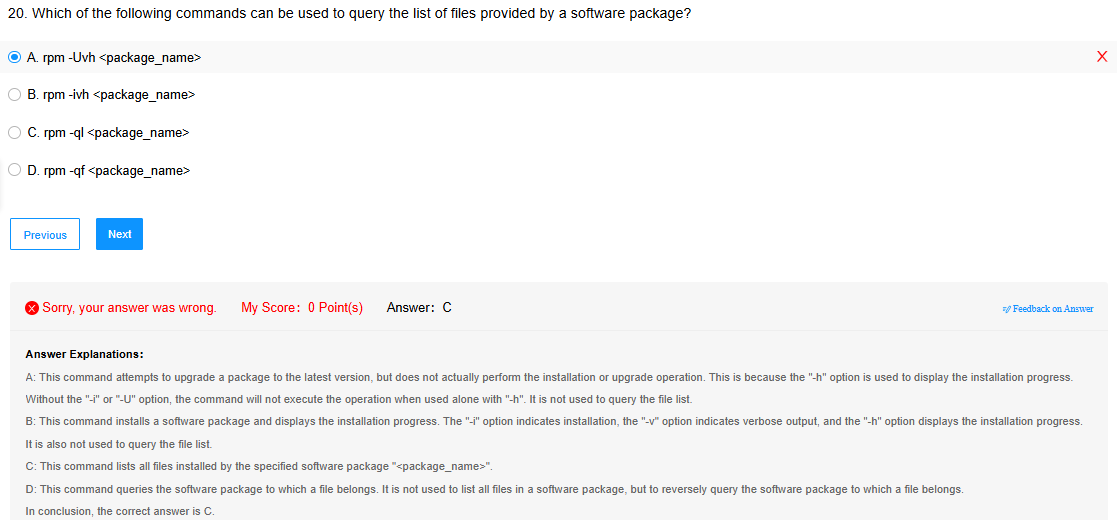 20. Which of the following commands can be used to query the list of files provided by a software package?
A. rpm -Uvh <package_name>
B. rpm -ivh <package_name>
C. rpm -ql <package_name>
D. rpm -qf <package_name>
Previous Next
Sorry, your answer was wrong. My Score: 0 Point(s) Answer: C Feedback on Answer
Answer Explanations:
A: This command attempts to upgrade a package to the latest version, but does not actually perform the installation or upgrade operation. This is because the "-h" option is used to display the installation progress.
Without the "-i" or "-U" option, the command will not execute the operation when used alone with "-h". It is not used to query the file list.
B: This command installs a software package and displays the installation progress. The "-i" option indicates installation, the "-v" option indicates verbose output, and the "-h" option displays the installation progress.
It is also not used to query the file list.
C: This command lists all files installed by the specified software package "<package_name>".
D: This command queries the software package to which a file belongs. It is not used to list all files in a software package, but to reversely query the software package to which a file belongs.
In conclusion, the correct answer is C.